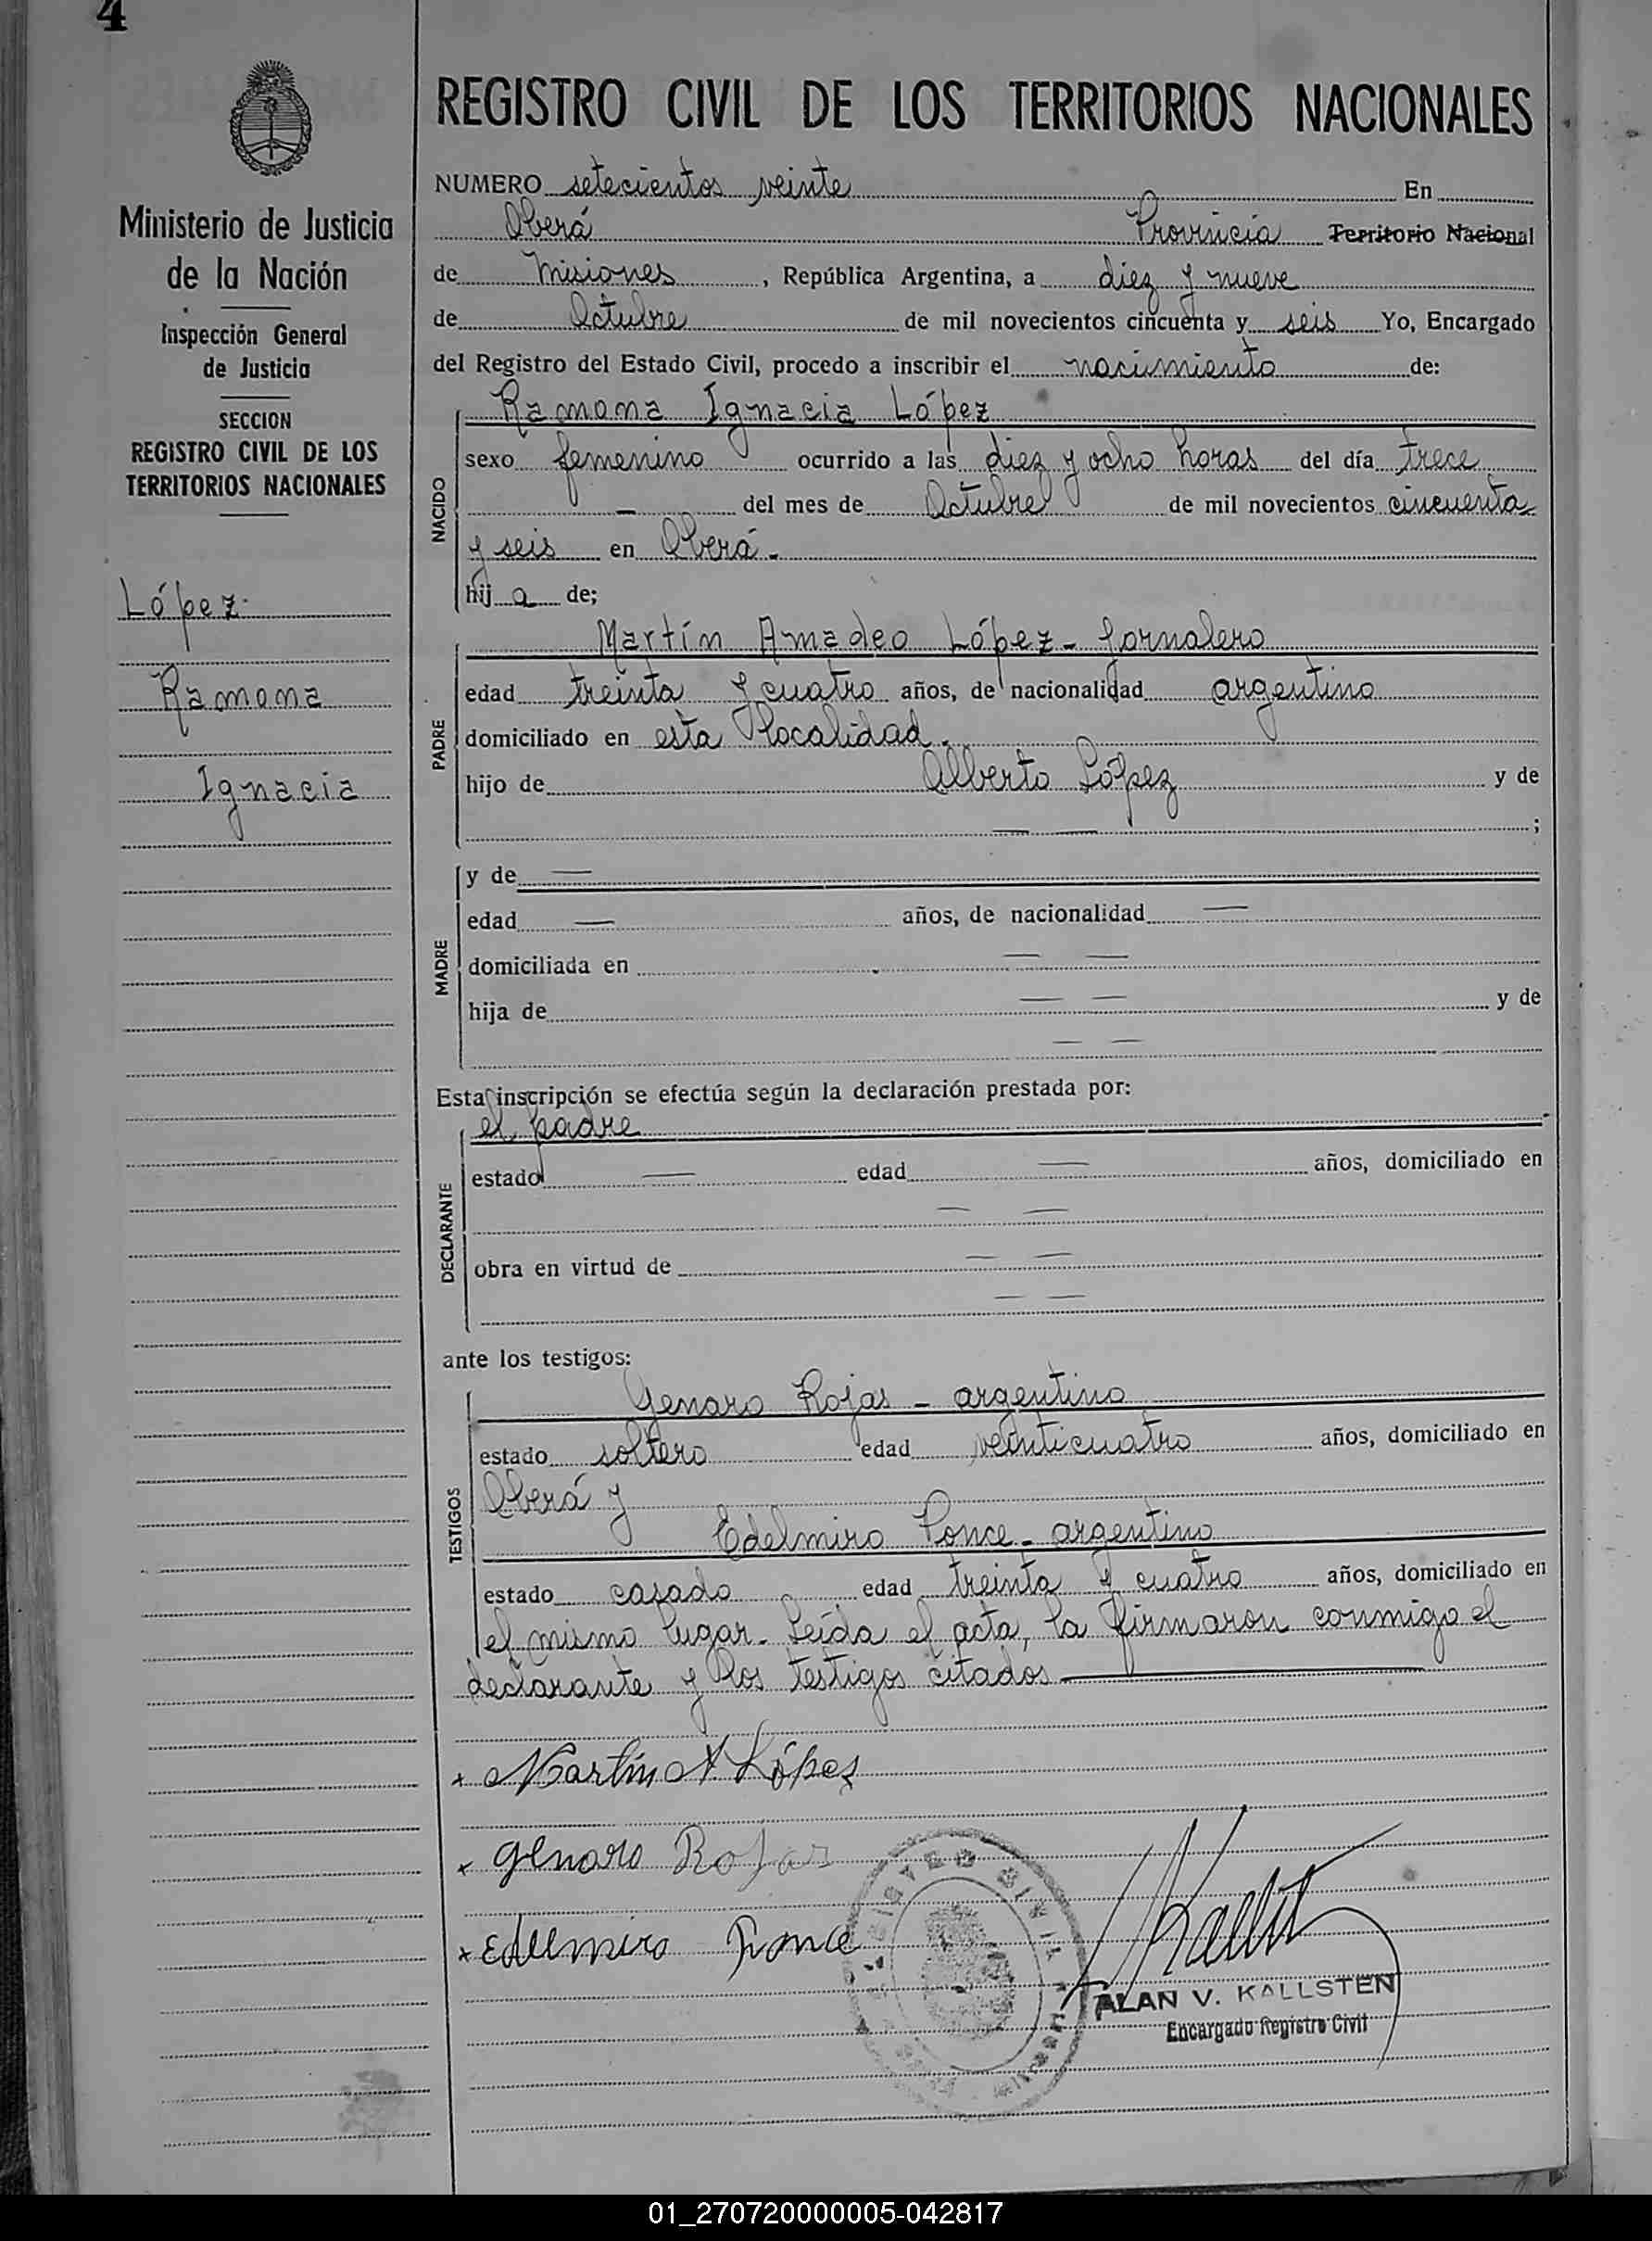 4
Ministerio de Justicia
de la Nación
Inspección General
de Justicia
SECCION
REGISTRO CIVIL DE LOS
TERRITORIOS NACIONALES
López
Ramona
Ignacia
REGISTRO CIVIL DE LOS TERRITORIOS NACIONALES
NUMERO setecientos veinte En
Oberá Provincia Territorio Nacional
de Misiones, República Argentina, a diez y nueve
de Octubre de mil novecientos cincuenta y seis Yo, Encargado
del Registro del Estado Civil, procedo a inscribir el nacimiento de:
NACIDO
Ramona Ignacia López
sexo femenino ocurrido a las diez y ocho horas del día trece
— del mes de Octubre de mil novecientos cincuenta
y seis en Oberá.
hij a de;
PADRE
Martín Amadeo López - Jornalero
edad treinta y cuatro años, de nacionalidad argentino
domiciliado en esta localidad.
hijo de Alberto López y de
— — ;
MADRE
y de —
edad — años, de nacionalidad —
domiciliada en — —
hija de — — y de
— —
Esta inscripción se efectúa según la declaración prestada por:
DECLARANTE
el padre
estado — edad — años, domiciliado en
— —
obra en virtud de — —
— —
ante los testigos:
TESTIGOS
Genaro Rojas - argentino
estado soltero edad veinticuatro años, domiciliado en
Oberá y
Edelmiro Ponce - argentino
estado casado edad treinta y cuatro años, domiciliado en
el mismo lugar. Leída el acta, la firmaron conmigo el
declarante y los testigos citados
x Martín A López
x Genaro Rojas
x Edelmiro Ponce
ALAN V. KALLSTEN
Encargado Registro Civil
01_270720000005-042817